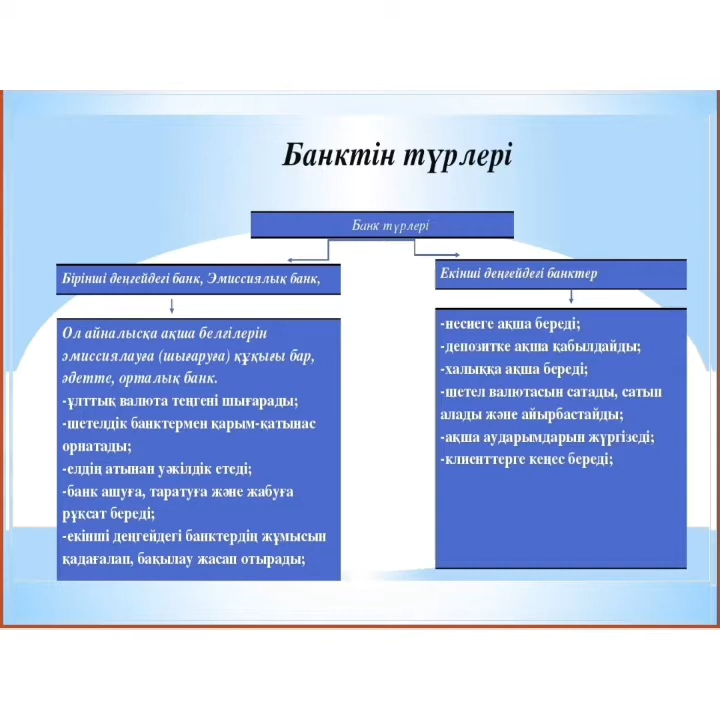 Банктін түрлері
Банк түрлері
Бірінші деңгейдегі банк, Эмиссиялық банк,
Ол айналысқа ақша белгілерін
эмиссиялауға (шығаруға) құқығы бар,
әдетте, орталық банк.
-ұлттық валюта теңгені шығарады;
-шетелдік банктермен қарым-қатынас
орнатады;
-елдің атынан уәкілдік етеді;
-банк ашуға, таратуға және жабуға
рұқсат береді;
-екінші деңгейдегі банктердің жұмысын
қадағалап, бақылау жасап отырады;
Екінші деңгейдегі банктер
-несиеге ақша береді;
-депозитке ақша қабылдайды;
-халыққа ақша береді;
-шетел валютасын сатады, сатып
алады және айырбастайды;
-ақша аударымдарын жүргізеді;
-клиенттерге кеңес береді;